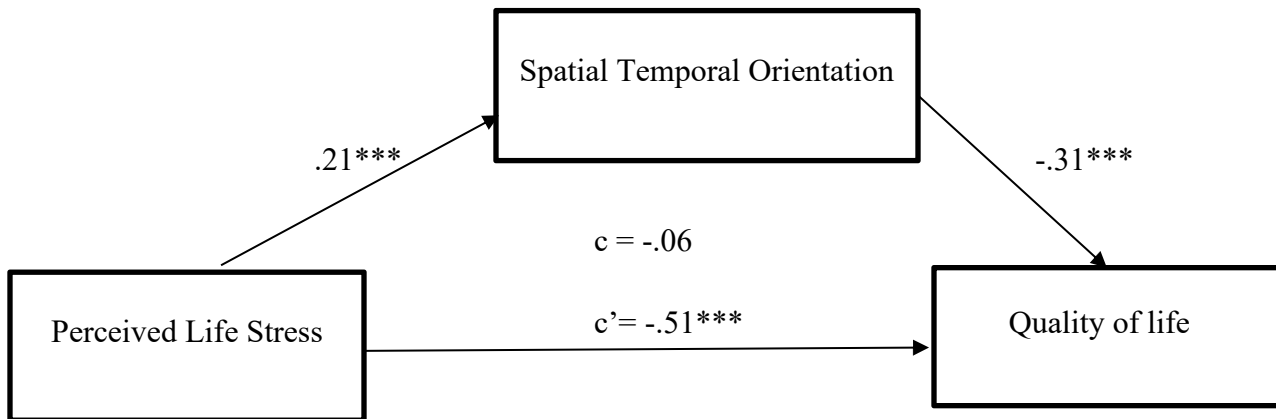 Spatial Temporal Orientation
.21***
-.31***
c = -.06
Perceived Life Stress
c’= -.51***
Quality of life